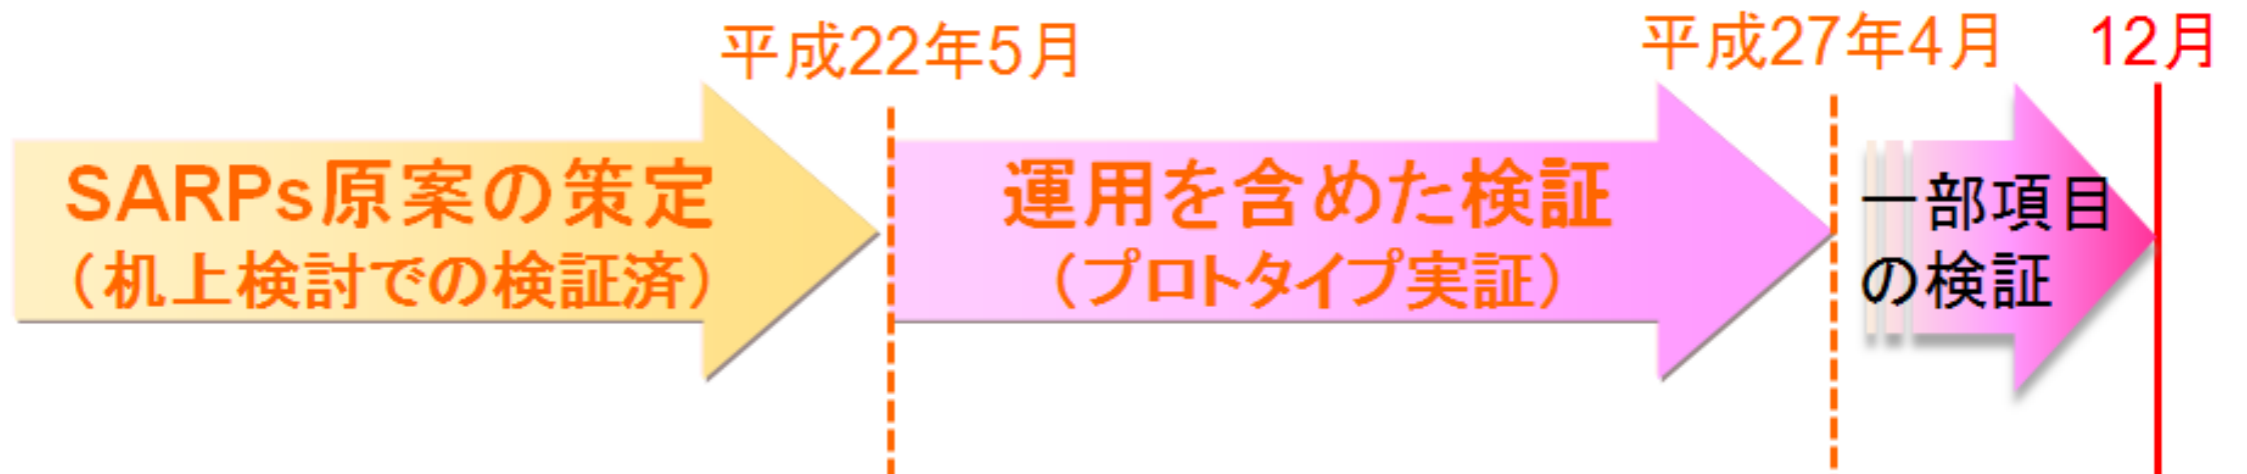 平成22年5月
平成27年4月
12月
SARPs原案の策定
（机上検討での検証済）
運用を含めた検証
（プロトタイプ実証）
一部項目
の検証